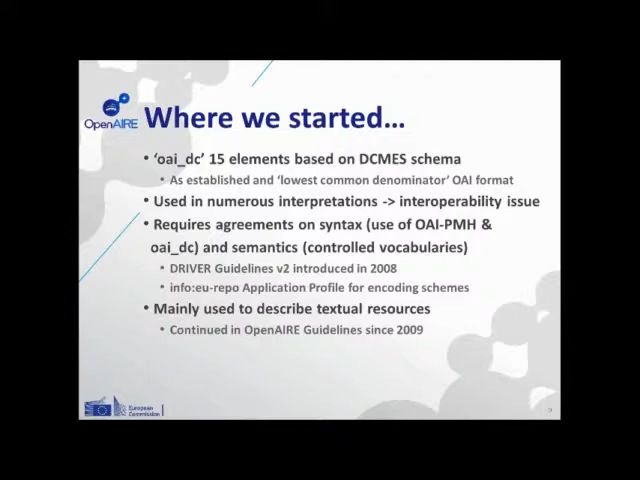 OpenAIRE
Where we started...
• 'oai_dc' 15 elements based on DCMES schema
• As established and 'lowest common denominator' OAI format
• Used in numerous interpretations -> interoperability issue
• Requires agreements on syntax (use of OAI-PMH &
oai_dc) and semantics (controlled vocabularies)
• DRIVER Guidelines v2 introduced in 2008
• info:eu-repo Application Profile for encoding schemes
• Mainly used to describe textual resources
• Continued in OpenAIRE Guidelines since 2009
European
Commission